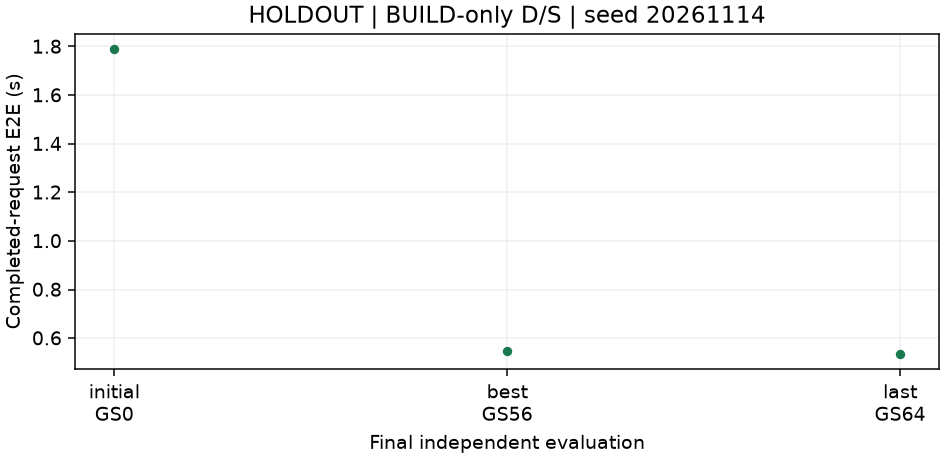 HOLDOUT | BUILD-only D/S | seed 20261114
Completed-request E2E (s)
1.8
1.6
1.4
1.2
1.0
0.8
0.6
initial
GS0
best
GS56
last
GS64
Final independent evaluation